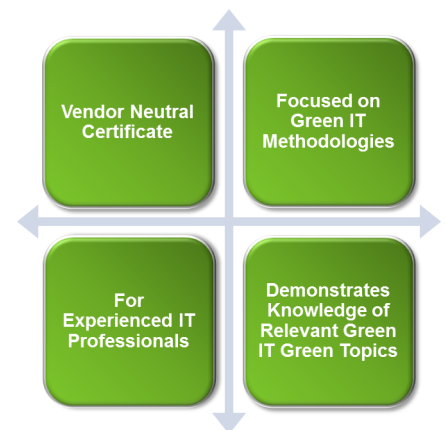 Vendor Neutral
Certificate
Focused on
Green IT
Methodologies
For
Experienced IT
Professionals
Demonstrates
Knowledge of
Relevant Green
IT Green Topics